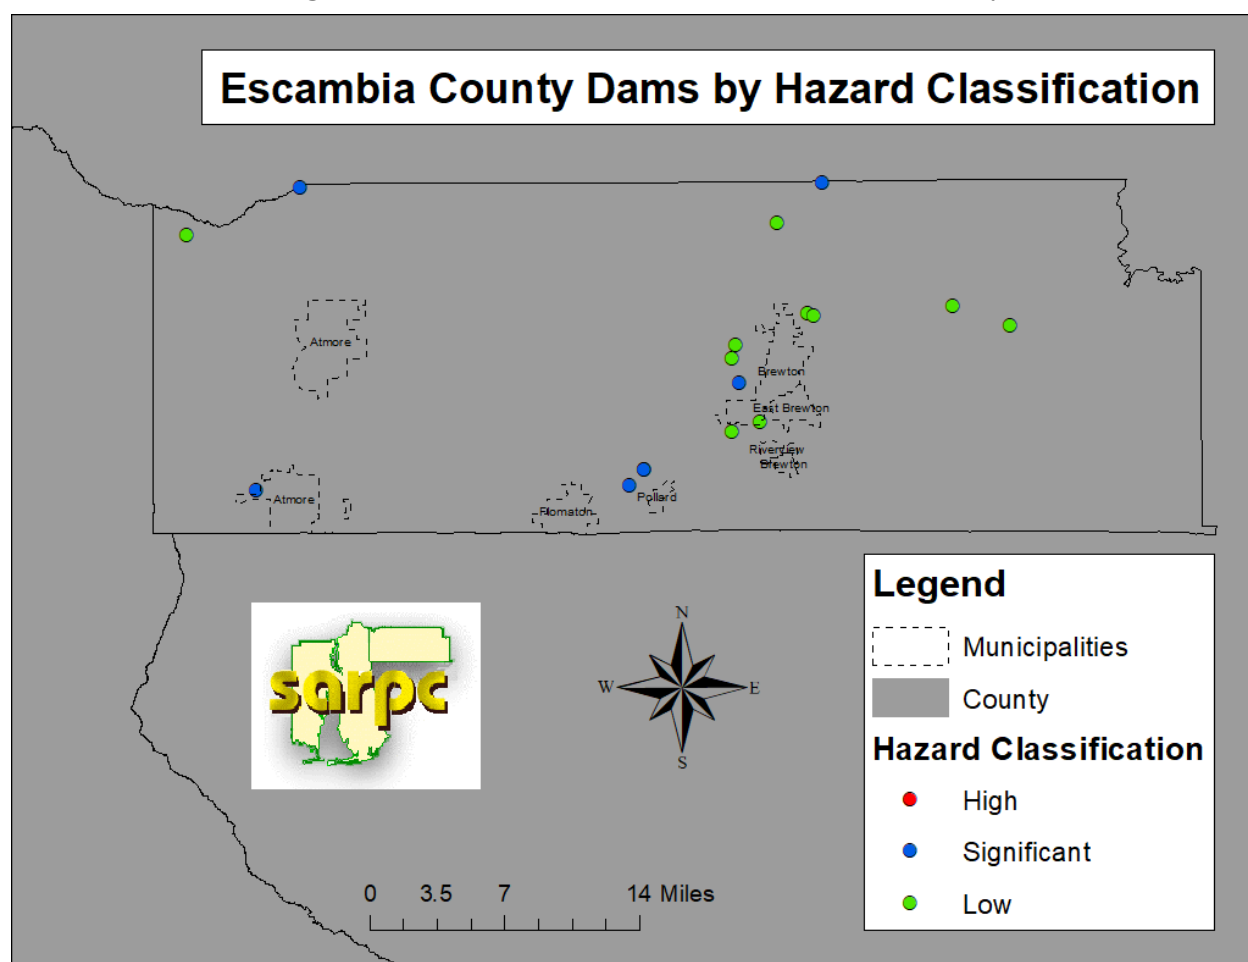 Escambia County Dams by Hazard Classification
Atmore
Brewton
East Brewton
Riverview
Brewton
Atmore
Flomaton
Pollard
sarpc
N
W
E
S
0 3.5 7 14 Miles
Legend
Municipalities
County
Hazard Classification
High
Significant
Low